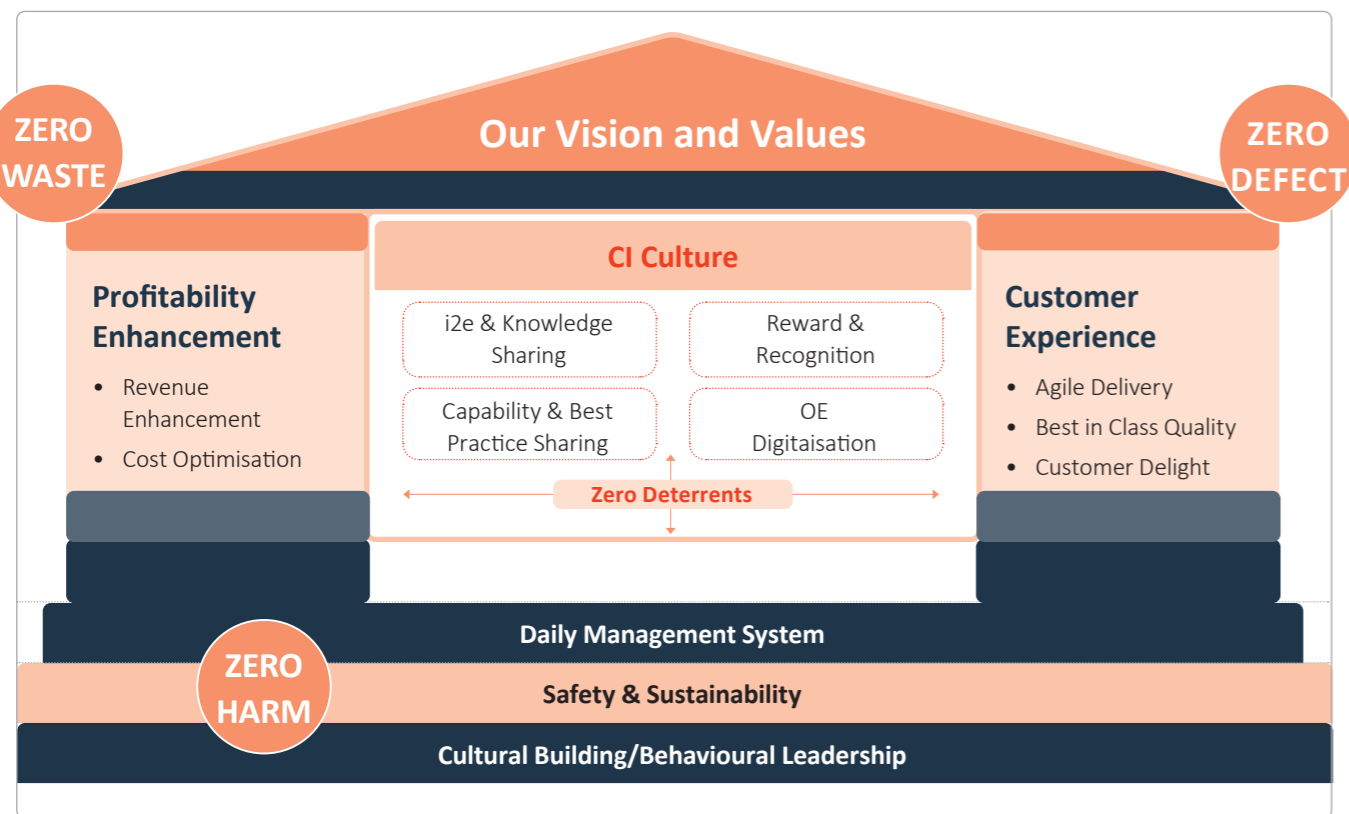 ZERO
WASTE
Our Vision and Values
ZERO
DEFECT
Profitability
Enhancement
• Revenue
Enhancement
• Cost Optimisation
CI Culture
i2e & Knowledge
Sharing
Reward &
Recognition
Capability & Best
Practice Sharing
OE
Digitaisation
Zero Deterrents
Customer
Experience
• Agile Delivery
• Best in Class Quality
• Customer Delight
Daily Management System
ZERO
HARM
Safety & Sustainability
Cultural Building/Behavioural Leadership